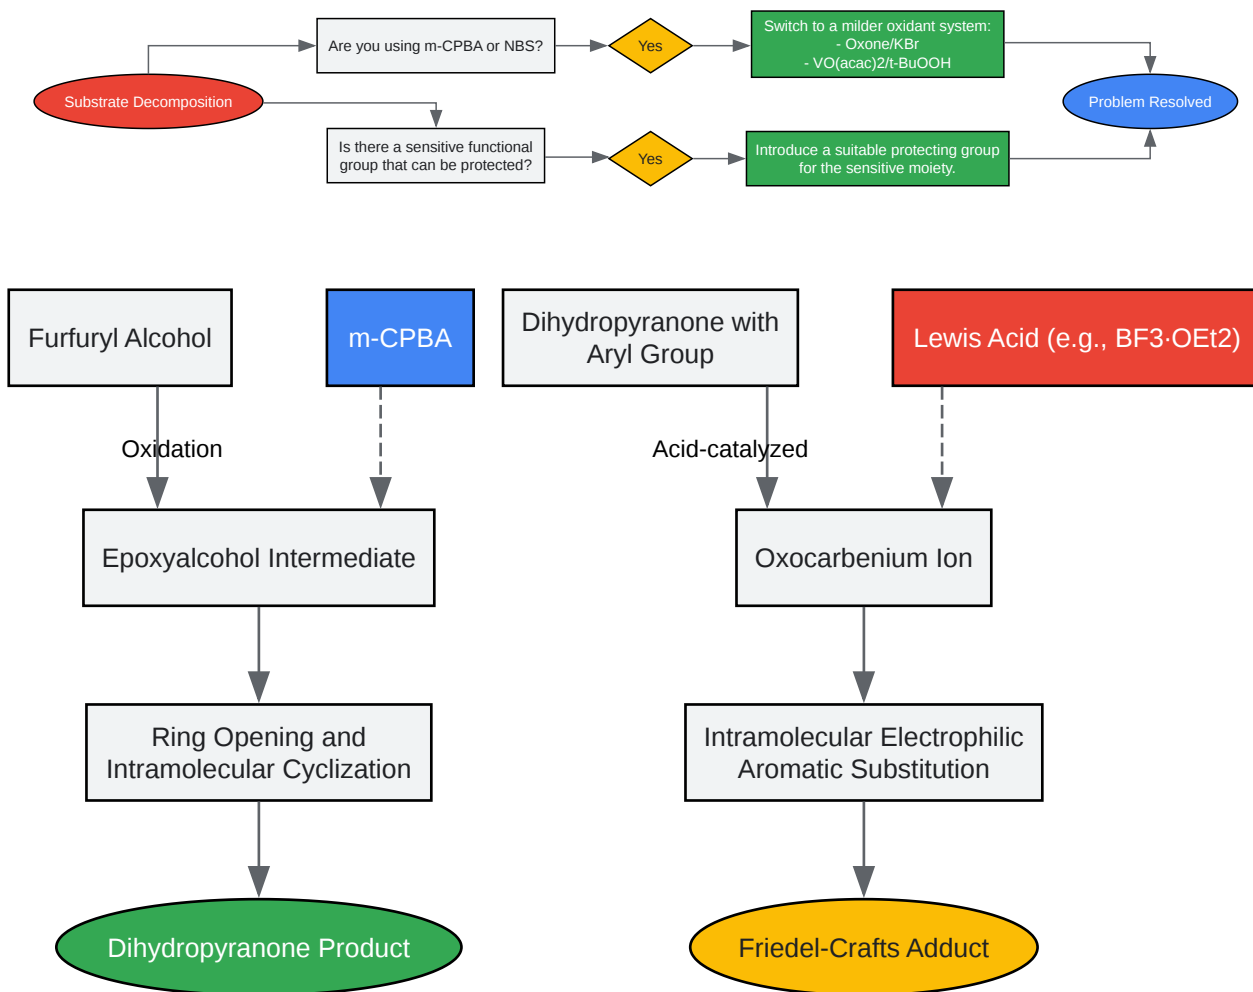 Are you using m-CPBA or NBS?
Yes
Switch to a milder oxidant system:
- Oxone/KBr
- VO(acac)2/t-BuOOH
Substrate Decomposition
Problem Resolved
Is there a sensitive functional
group that can be protected?
Yes
Introduce a suitable protecting group
for the sensitive moiety.
Furfuryl Alcohol
m-CPBA
Dihydropyranone with
Aryl Group
Lewis Acid (e.g., BF3·OEt2)
Oxidation
Acid-catalyzed
Epoxyalcohol Intermediate
Oxocarbenium Ion
Ring Opening and
Intramolecular Cyclization
Intramolecular Electrophilic
Aromatic Substitution
Dihydropyranone Product
Friedel-Crafts Adduct